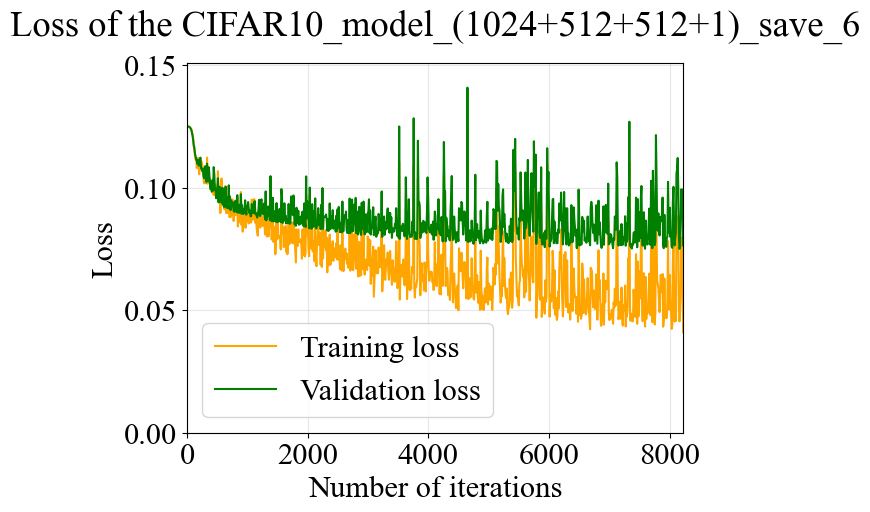 Loss of the CIFAR10_model_(1024+512+512+1)_save_6
0.15
0.10
0.05
0.00
Loss
Training loss
Validation loss
0 2000 4000 6000 8000
Number of iterations